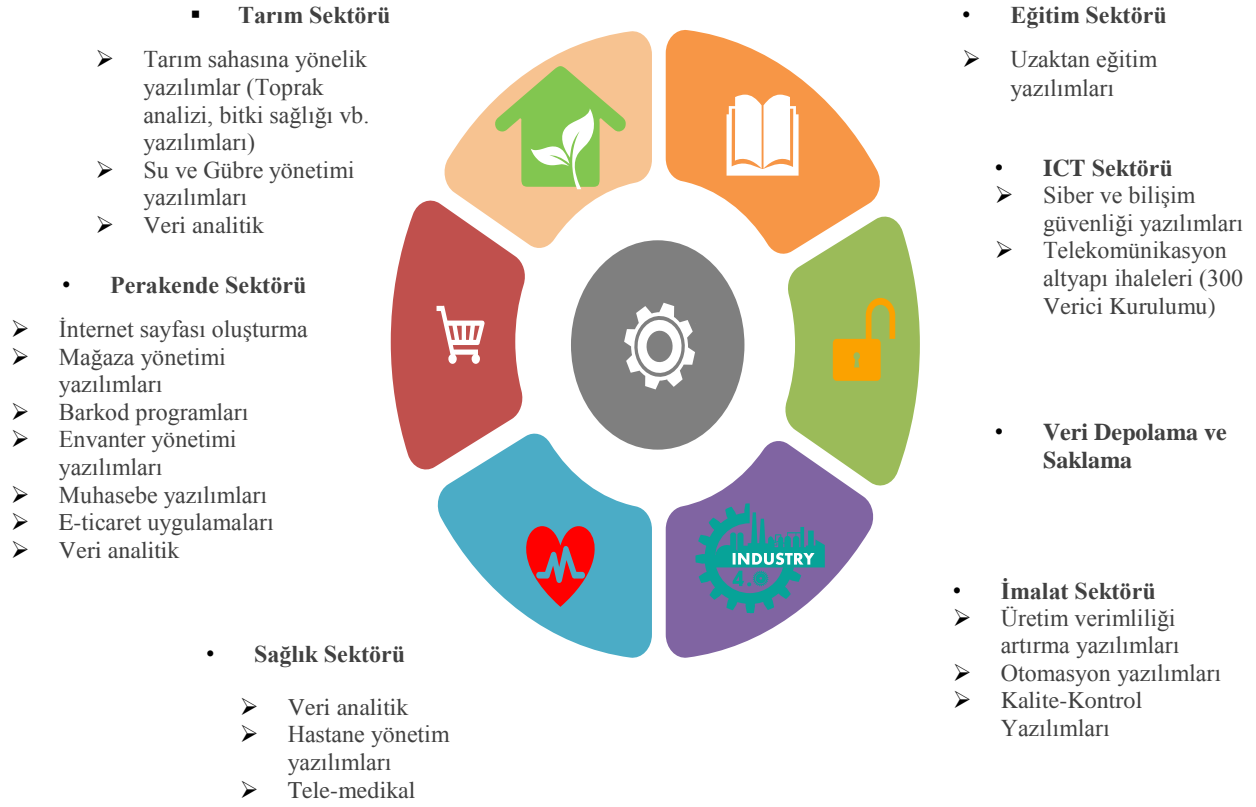 Tarım Sektörü
Tarım sahasına yönelik
yazılımlar (Toprak
analizi, bitki sağlığı vb.
yazılımları)
Su ve Gübre yönetimi
yazılımları
Veri analitik
Perakende Sektörü
İnternet sayfası oluşturma
Mağaza yönetimi
yazılımları
Barkod programları
Envanter yönetimi
yazılımları
Muhasebe yazılımları
E-ticaret uygulamaları
Veri analitik
Sağlık Sektörü
Veri analitik
Hastane yönetim
yazılımları
Tele-medikal
Eğitim Sektörü
Uzaktan eğitim
yazılımları
ICT Sektörü
Siber ve bilişim
güvenliği yazılımları
Telekomünikasyon
altyapı ihaleleri (300
Verici Kurulumu)
Veri Depolama ve
Saklama
İmalat Sektörü
Üretim verimliliği
artırma yazılımları
Otomasyon yazılımları
Kalite-Kontrol
Yazılımları
INDUSTRY
4.0